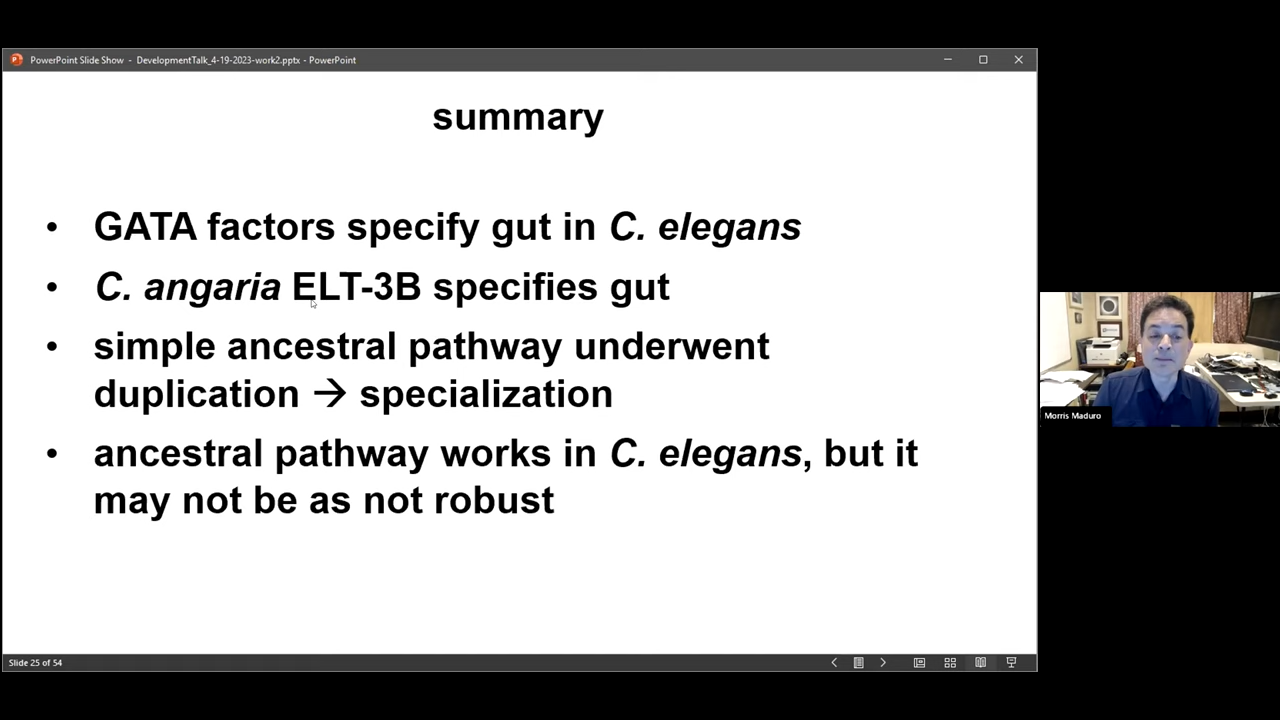 PowerPoint Slide Show - DevelopmentTalk_4-19-2023-work2.pptx - PowerPoint
summary
• GATA factors specify gut in C. elegans
• C. angaria ELT-3B specifies gut
• simple ancestral pathway underwent
duplication → specialization
• ancestral pathway works in C. elegans, but it
may not be as not robust
Morris Maduro
Slide 25 of 54